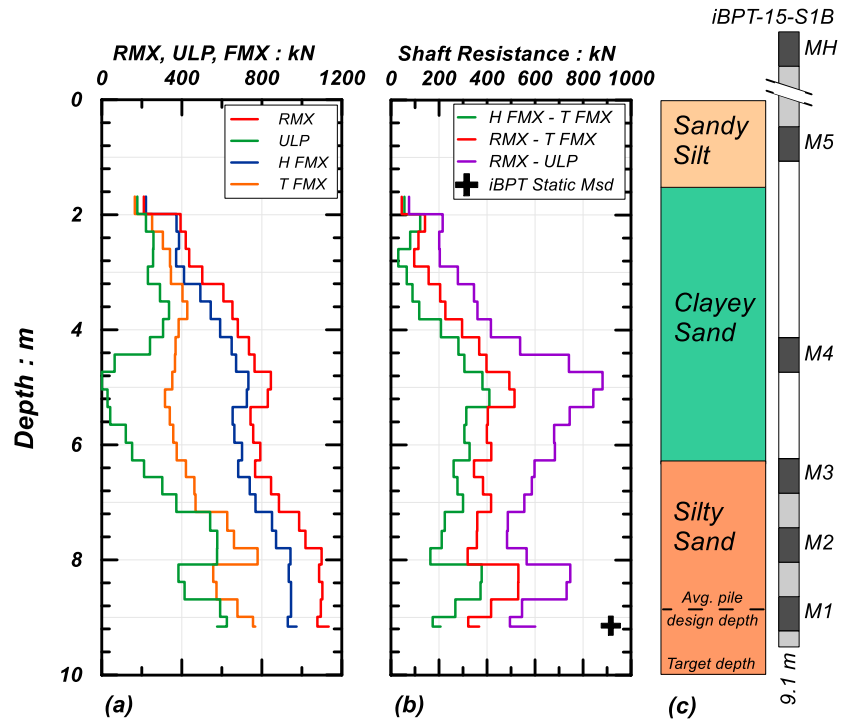 iBPT-15-S1B
RMX, ULP, FMX : kN
0 400 800 1200
Shaft Resistance : kN
0 200 400 600 800 1000
Depth : m
0
2
4
6
8
10
RMX
ULP
H FMX
T FMX
H FMX - T FMX
RMX - T FMX
RMX - ULP
iBPT Static Msd
Sandy
Silt
Clayey
Sand
Silty
Sand
Avg. pile
design depth
Target depth
MH
M5
M4
M3
M2
M1
9.1 m
(a)
(b)
(c)